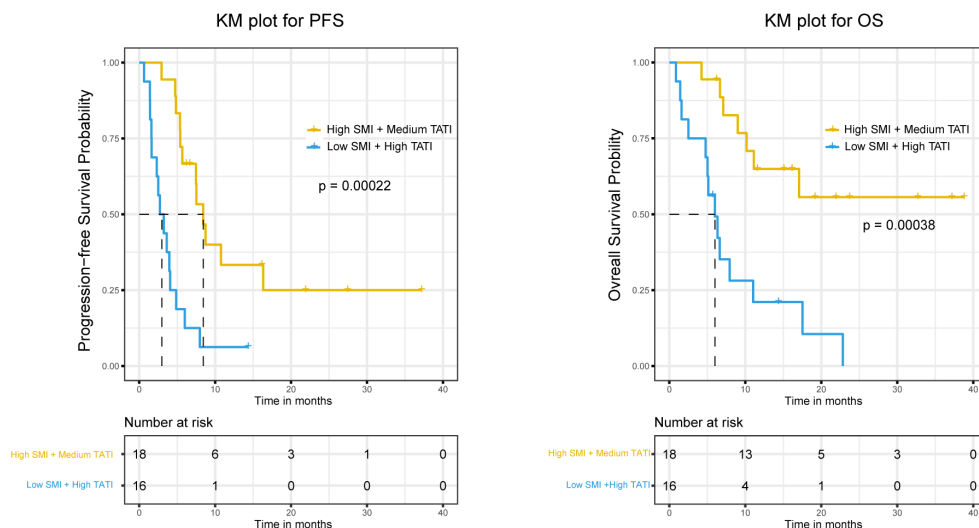 KM plot for PFS
Progression-free Survival Probability
1.00
0.75
0.50
0.25
0.00
High SMI + Medium TATI
Low SMI + High TATI
p = 0.00022
0 10 20 30 40
Time in months
Number at risk
High SMI + Medium TATI 18 6 3 1 0
Low SMI + High TATI 16 1 0 0 0
0 10 20 30 40
Time in months
KM plot for OS
Ovreall Survival Probility
1.00
0.75
0.50
0.25
0.00
High SMI + Medium TATI
Low SMI + High TATI
p = 0.00038
0 10 20 30 40
Time in months
Number at risk
High SMI + Medium TATI 18 13 5 3 0
Low SMI +High TATI 16 4 1 0 0
0 10 20 30 40
Time in months